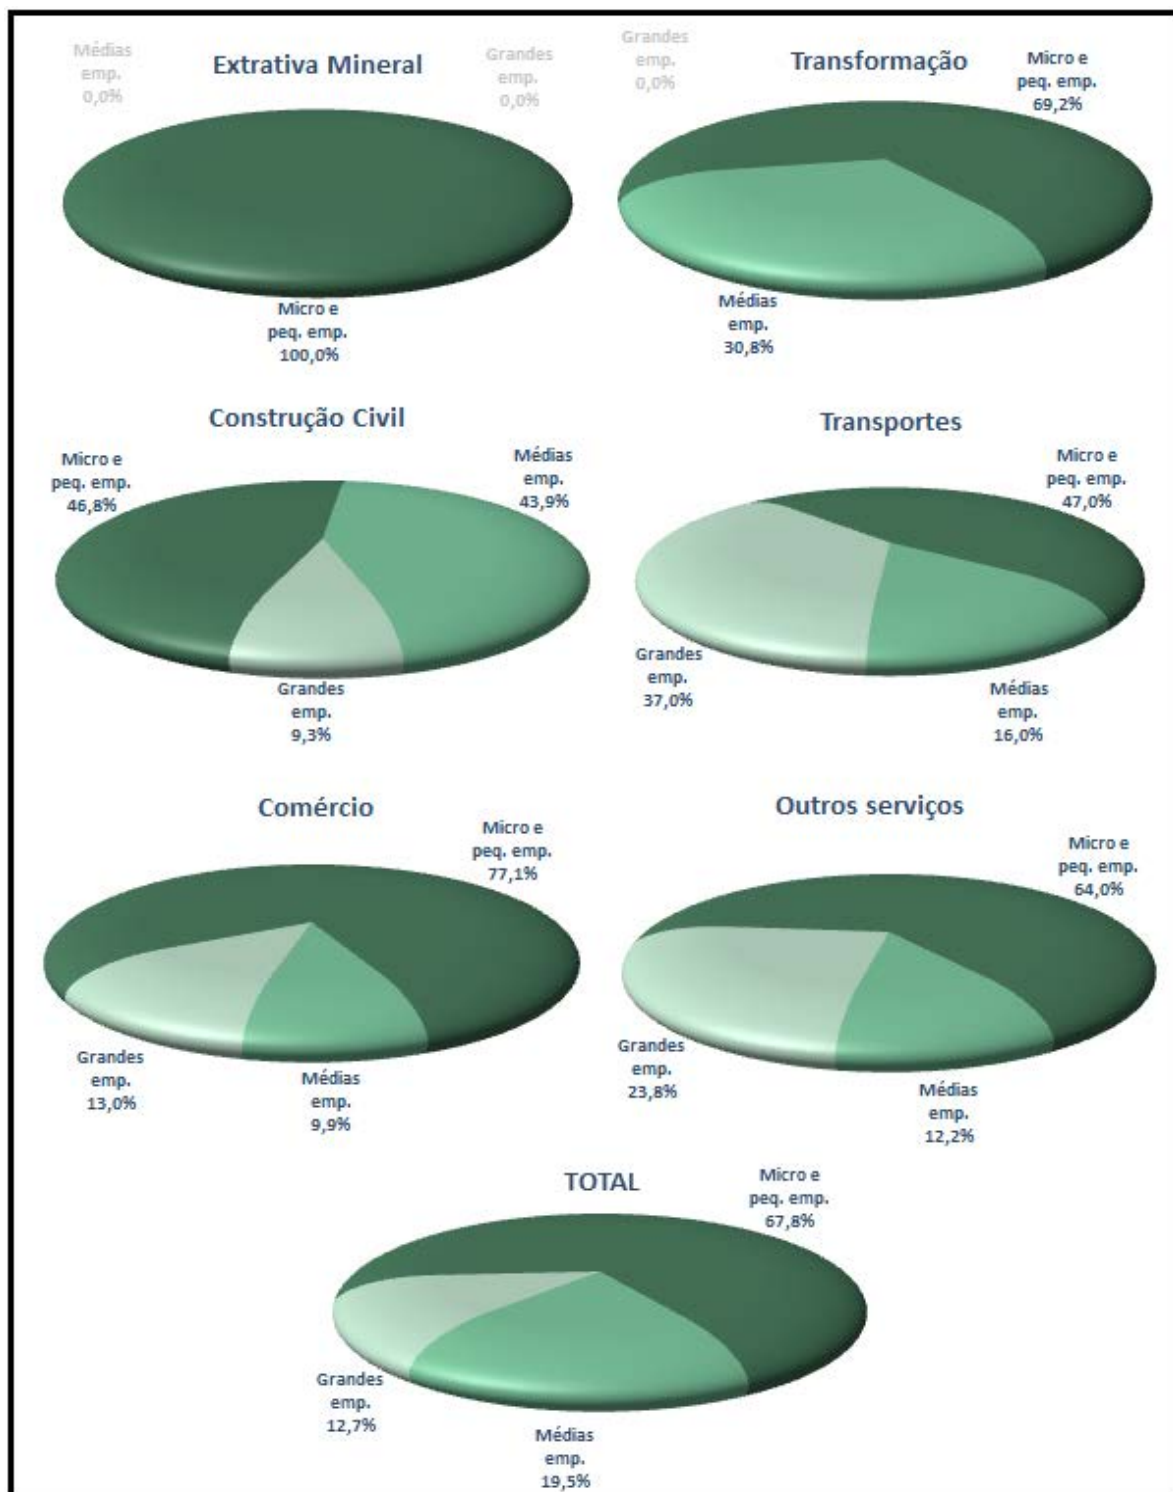 Extrativa Mineral
Médias
emp.
0,0%
Grandes
emp.
0,0%
Micro e
peq. emp.
100,0%
Transformação
Grandes
emp.
0,0%
Micro e
peq. emp.
69,2%
Médias
emp.
30,8%
Construção Civil
Micro e
peq. emp.
46,8%
Médias
emp.
43,9%
Grandes
emp.
9,3%
Transportes
Micro e
peq. emp.
47,0%
Grandes
emp.
37,0%
Médias
emp.
16,0%
Comércio
Micro e
peq. emp.
77,1%
Grandes
emp.
13,0%
Médias
emp.
9,9%
Outros serviços
Micro e
peq. emp.
64,0%
Grandes
emp.
23,8%
Médias
emp.
12,2%
TOTAL
Micro e
peq. emp.
67,8%
Grandes
emp.
12,7%
Médias
emp.
19,5%